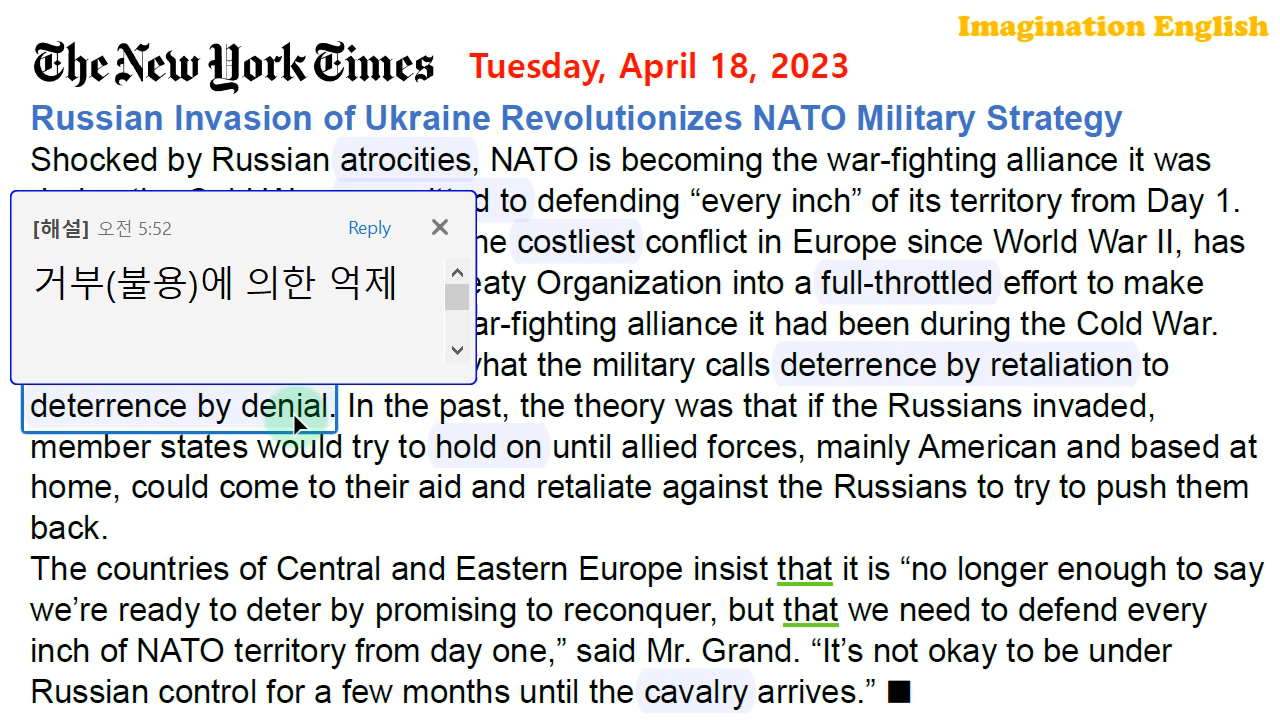 Imagination English
The New York Times Tuesday, April 18, 2023
Russian Invasion of Ukraine Revolutionizes NATO Military Strategy
Shocked by Russian atrocities, NATO is becoming the war-fighting alliance it was
to defending “every inch” of its territory from Day 1.
[해설] 오전 5:52 Reply
costliest conflict in Europe since World War II, has
거부(불용)에 의한 억제
Organization into a full-throttled effort to make
fighting alliance it had been during the Cold War.
the military calls deterrence by retaliation to
deterrence by denial. In the past, the theory was that if the Russians invaded,
member states would try to hold on until allied forces, mainly American and based at
home, could come to their aid and retaliate against the Russians to try to push them
back.
The countries of Central and Eastern Europe insist that it is “no longer enough to say
we’re ready to deter by promising to reconquer, but that we need to defend every
inch of NATO territory from day one,” said Mr. Grand. “It’s not okay to be under
Russian control for a few months until the cavalry arrives.” ■